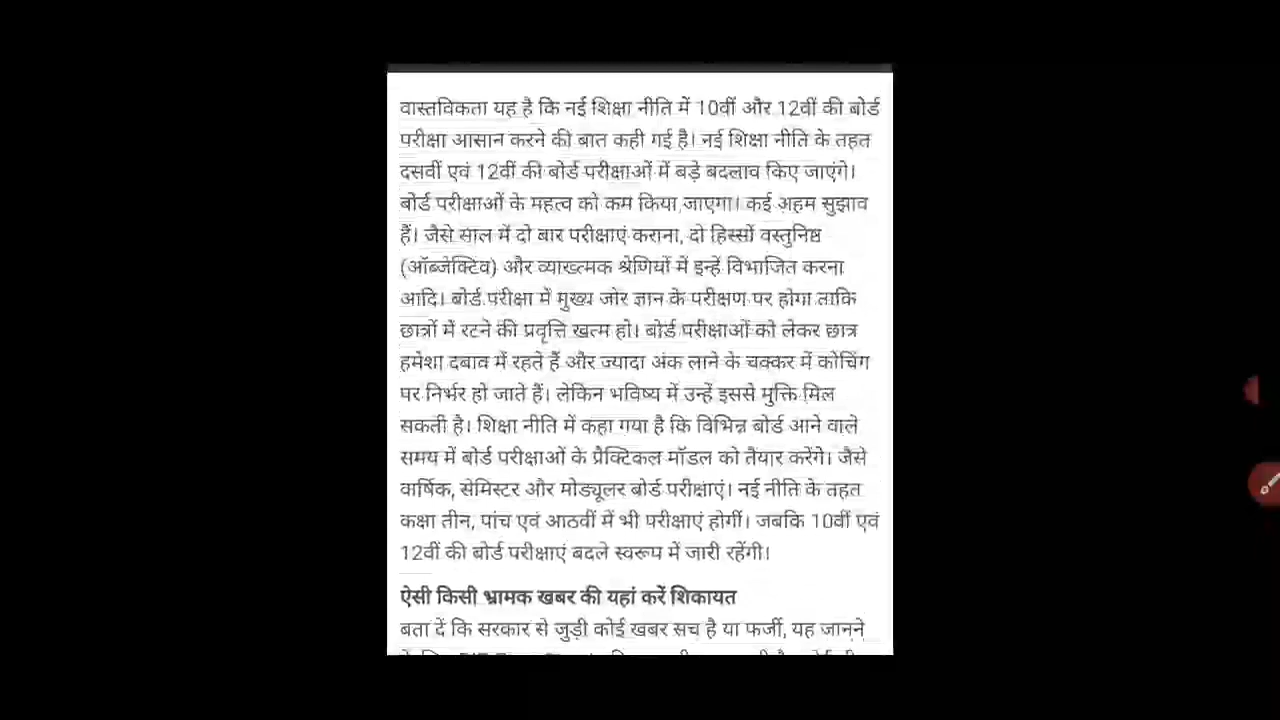 वास्तविकता यह है कि नई शिक्षा नीति में 10वीं और 12वीं की बोर्ड
परीक्षा आसान करने की बात कही गई है। नई शिक्षा नीति के तहत
दसवीं एवं 12वीं की बोर्ड परीक्षाओं में बड़े बदलाव किए जाएंगे।
बोर्ड परीक्षाओं के महत्व को कम किया जाएगा। कई अहम सुझाव
हैं। जैसे साल में दो बार परीक्षाएं कराना, दो हिस्सों वस्तुनिष्ठ
(ऑब्जेक्टिव) और व्याख्त्मक श्रेणियों में इन्हें विभाजित करना
आदि। बोर्ड परीक्षा में मुख्य जोर ज्ञान के परीक्षण पर होगा ताकि
छात्रों में रटने की प्रवृत्ति खत्म हो। बोर्ड परीक्षाओं को लेकर छात्र
हमेशा दबाव में रहते हैं और ज्यादा अंक लाने के चक्कर में कोचिंग
पर निर्भर हो जाते हैं। लेकिन भविष्य में उन्हें इससे मुक्ति मिल
सकती है। शिक्षा नीति में कहा गया है कि विभिन्न बोर्ड आने वाले
समय में बोर्ड परीक्षाओं के प्रैक्टिकल मॉडल को तैयार करेंगे। जैसे
वार्षिक, सेमिस्टर और मोड्यूलर बोर्ड परीक्षाएं। नई नीति के तहत
कक्षा तीन, पांच एवं आठवीं में भी परीक्षाएं होगीं। जबकि 10वीं एवं
12वीं की बोर्ड परीक्षाएं बदले स्वरूप में जारी रहेंगी।
ऐसी किसी भ्रामक खबर की यहां करें शिकायत
बता दें कि सरकार से जुड़ी कोई खबर सच है या फर्जी, यह जानने